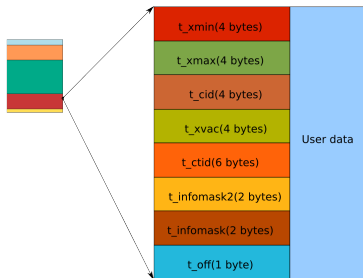 t_xmin(4 bytes)
t_xmax(4 bytes)
t_cid(4 bytes)
t_xvac(4 bytes)
t_ctid(6 bytes)
t_infomask2(2 bytes)
t_infomask(2 bytes)
t_off(1 byte)
User data